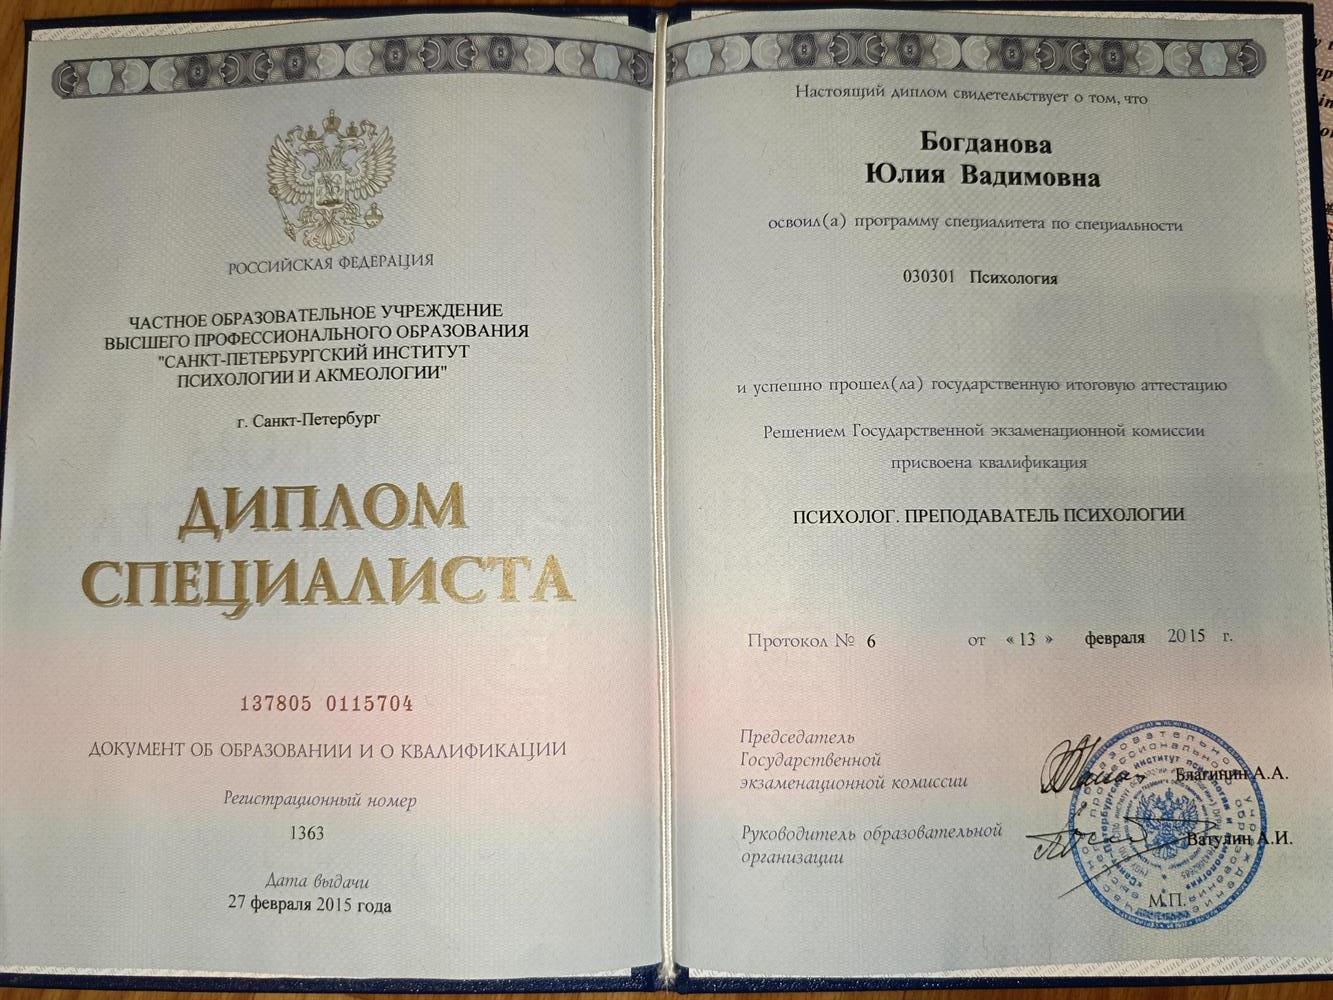 РОССИЙСКАЯ ФЕДЕРАЦИЯ
ЧАСТНОЕ ОБРАЗОВАТЕЛЬНОЕ УЧРЕЖДЕНИЕ
ВЫСШЕГО ПРОФЕССИОНАЛЬНОГО ОБРАЗОВАНИЯ
"САНКТ-ПЕТЕРБУРГСКИЙ ИНСТИТУТ
ПСИХОЛОГИИ И АКМЕОЛОГИИ"
г. Санкт-Петербург
ДИПЛОМ
СПЕЦИАЛИСТА
137805 0115704
ДОКУМЕНТ ОБ ОБРАЗОВАНИИ И О КВАЛИФИКАЦИИ
Регистрационный номер
1363
Дата выдачи
27 февраля 2015 года
Настоящий диплом свидетельствует о том, что
Богданова
Юлия Вадимовна
освоил(а) программу специалитета по специальности
030301 Психология
и успешно прошел(ла) государственную итоговую аттестацию
Решением Государственной экзаменационной комиссии
присвоена квалификация
ПСИХОЛОГ. ПРЕПОДАВАТЕЛЬ ПСИХОЛОГИИ
Протокол № 6 от «13» февраля 2015 г.
Председатель
Государственной
экзаменационной комиссии
Благинин А.А.
Руководитель образовательной
организации
Ватулин А.И.
М.П.